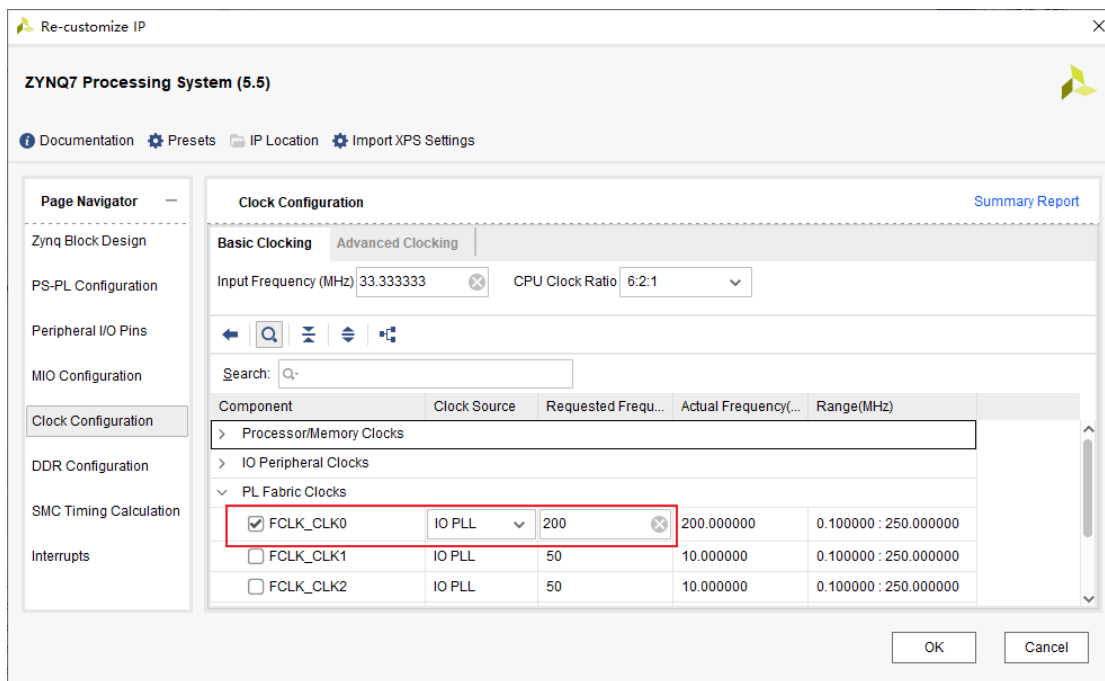 Re-customize IP
ZYNQ7 Processing System (5.5)
Documentation Presets IP Location Import XPS Settings
Page Navigator
Zynq Block Design
PS-PL Configuration
Peripheral I/O Pins
MIO Configuration
Clock Configuration
DDR Configuration
SMC Timing Calculation
Interrupts
Clock Configuration Summary Report
Basic Clocking Advanced Clocking
Input Frequency (MHz) 33.333333 CPU Clock Ratio 6:2:1
Search:
Component Clock Source Requested Frequ... Actual Frequency(... Range(MHz)
Processor/Memory Clocks
IO Peripheral Clocks
PL Fabric Clocks
FCLK_CLK0 IO PLL 200 200.000000 0.100000 : 250.000000
FCLK_CLK1 IO PLL 50 10.000000 0.100000 : 250.000000
FCLK_CLK2 IO PLL 50 10.000000 0.100000 : 250.000000
OK Cancel